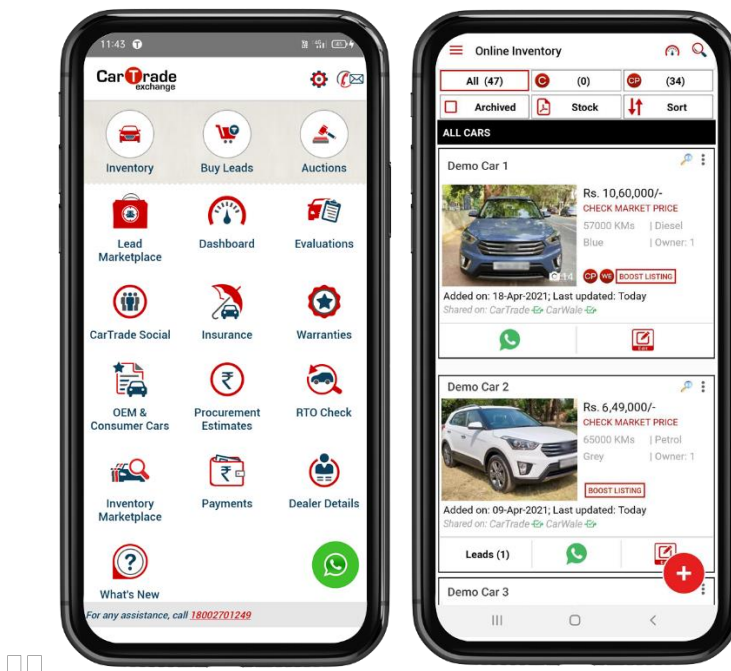 11:43
CarTrade
exchange
Inventory
Buy Leads
Auctions
Lead
Marketplace
Dashboard
Evaluations
CarTrade Social
Insurance
Warranties
OEM &
Consumer Cars
Procurement
Estimates
RTO Check
Inventory
Marketplace
Payments
Dealer Details
What's New
For any assistance, call 18002701249
Online Inventory
All (47)
C (0)
CP (34)
Archived
Stock
Sort
ALL CARS
Demo Car 1
Rs. 10,60,000/-
CHECK MARKET PRICE
57000 KMs | Diesel
Blue | Owner: 1
14
CP WE BOOST LISTING
Added on: 18-Apr-2021; Last updated: Today
Shared on: CarTrade CarWale
Edit
Demo Car 2
Rs. 6,49,000/-
CHECK MARKET PRICE
65000 KMs | Petrol
Grey | Owner: 1
BOOST LISTING
Added on: 09-Apr-2021; Last updated: Today
Shared on: CarTrade CarWale
Leads (1)
Demo Car 3